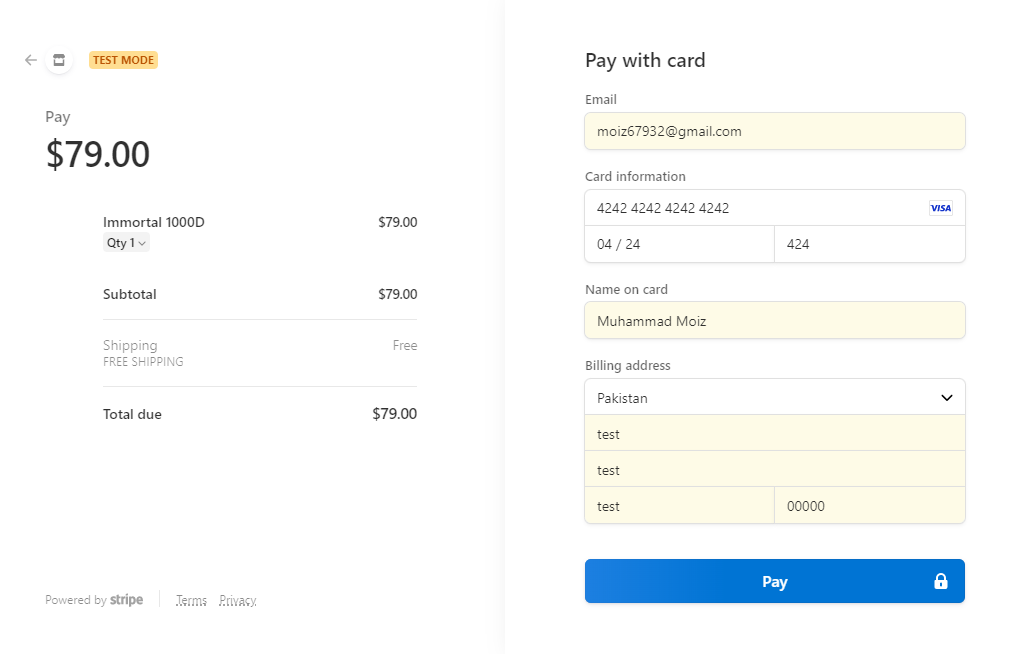 TEST MODE
Pay
$79.00
Immortal 1000D $79.00
Qty 1
Subtotal $79.00
Shipping Free
FREE SHIPPING
Total due $79.00
Powered by stripe Terms Privacy
Pay with card
Email
moiz67932@gmail.com
Card information
4242 4242 4242 4242 VISA
04 / 24 424
Name on card
Muhammad Moiz
Billing address
Pakistan
test
test
test 00000
Pay